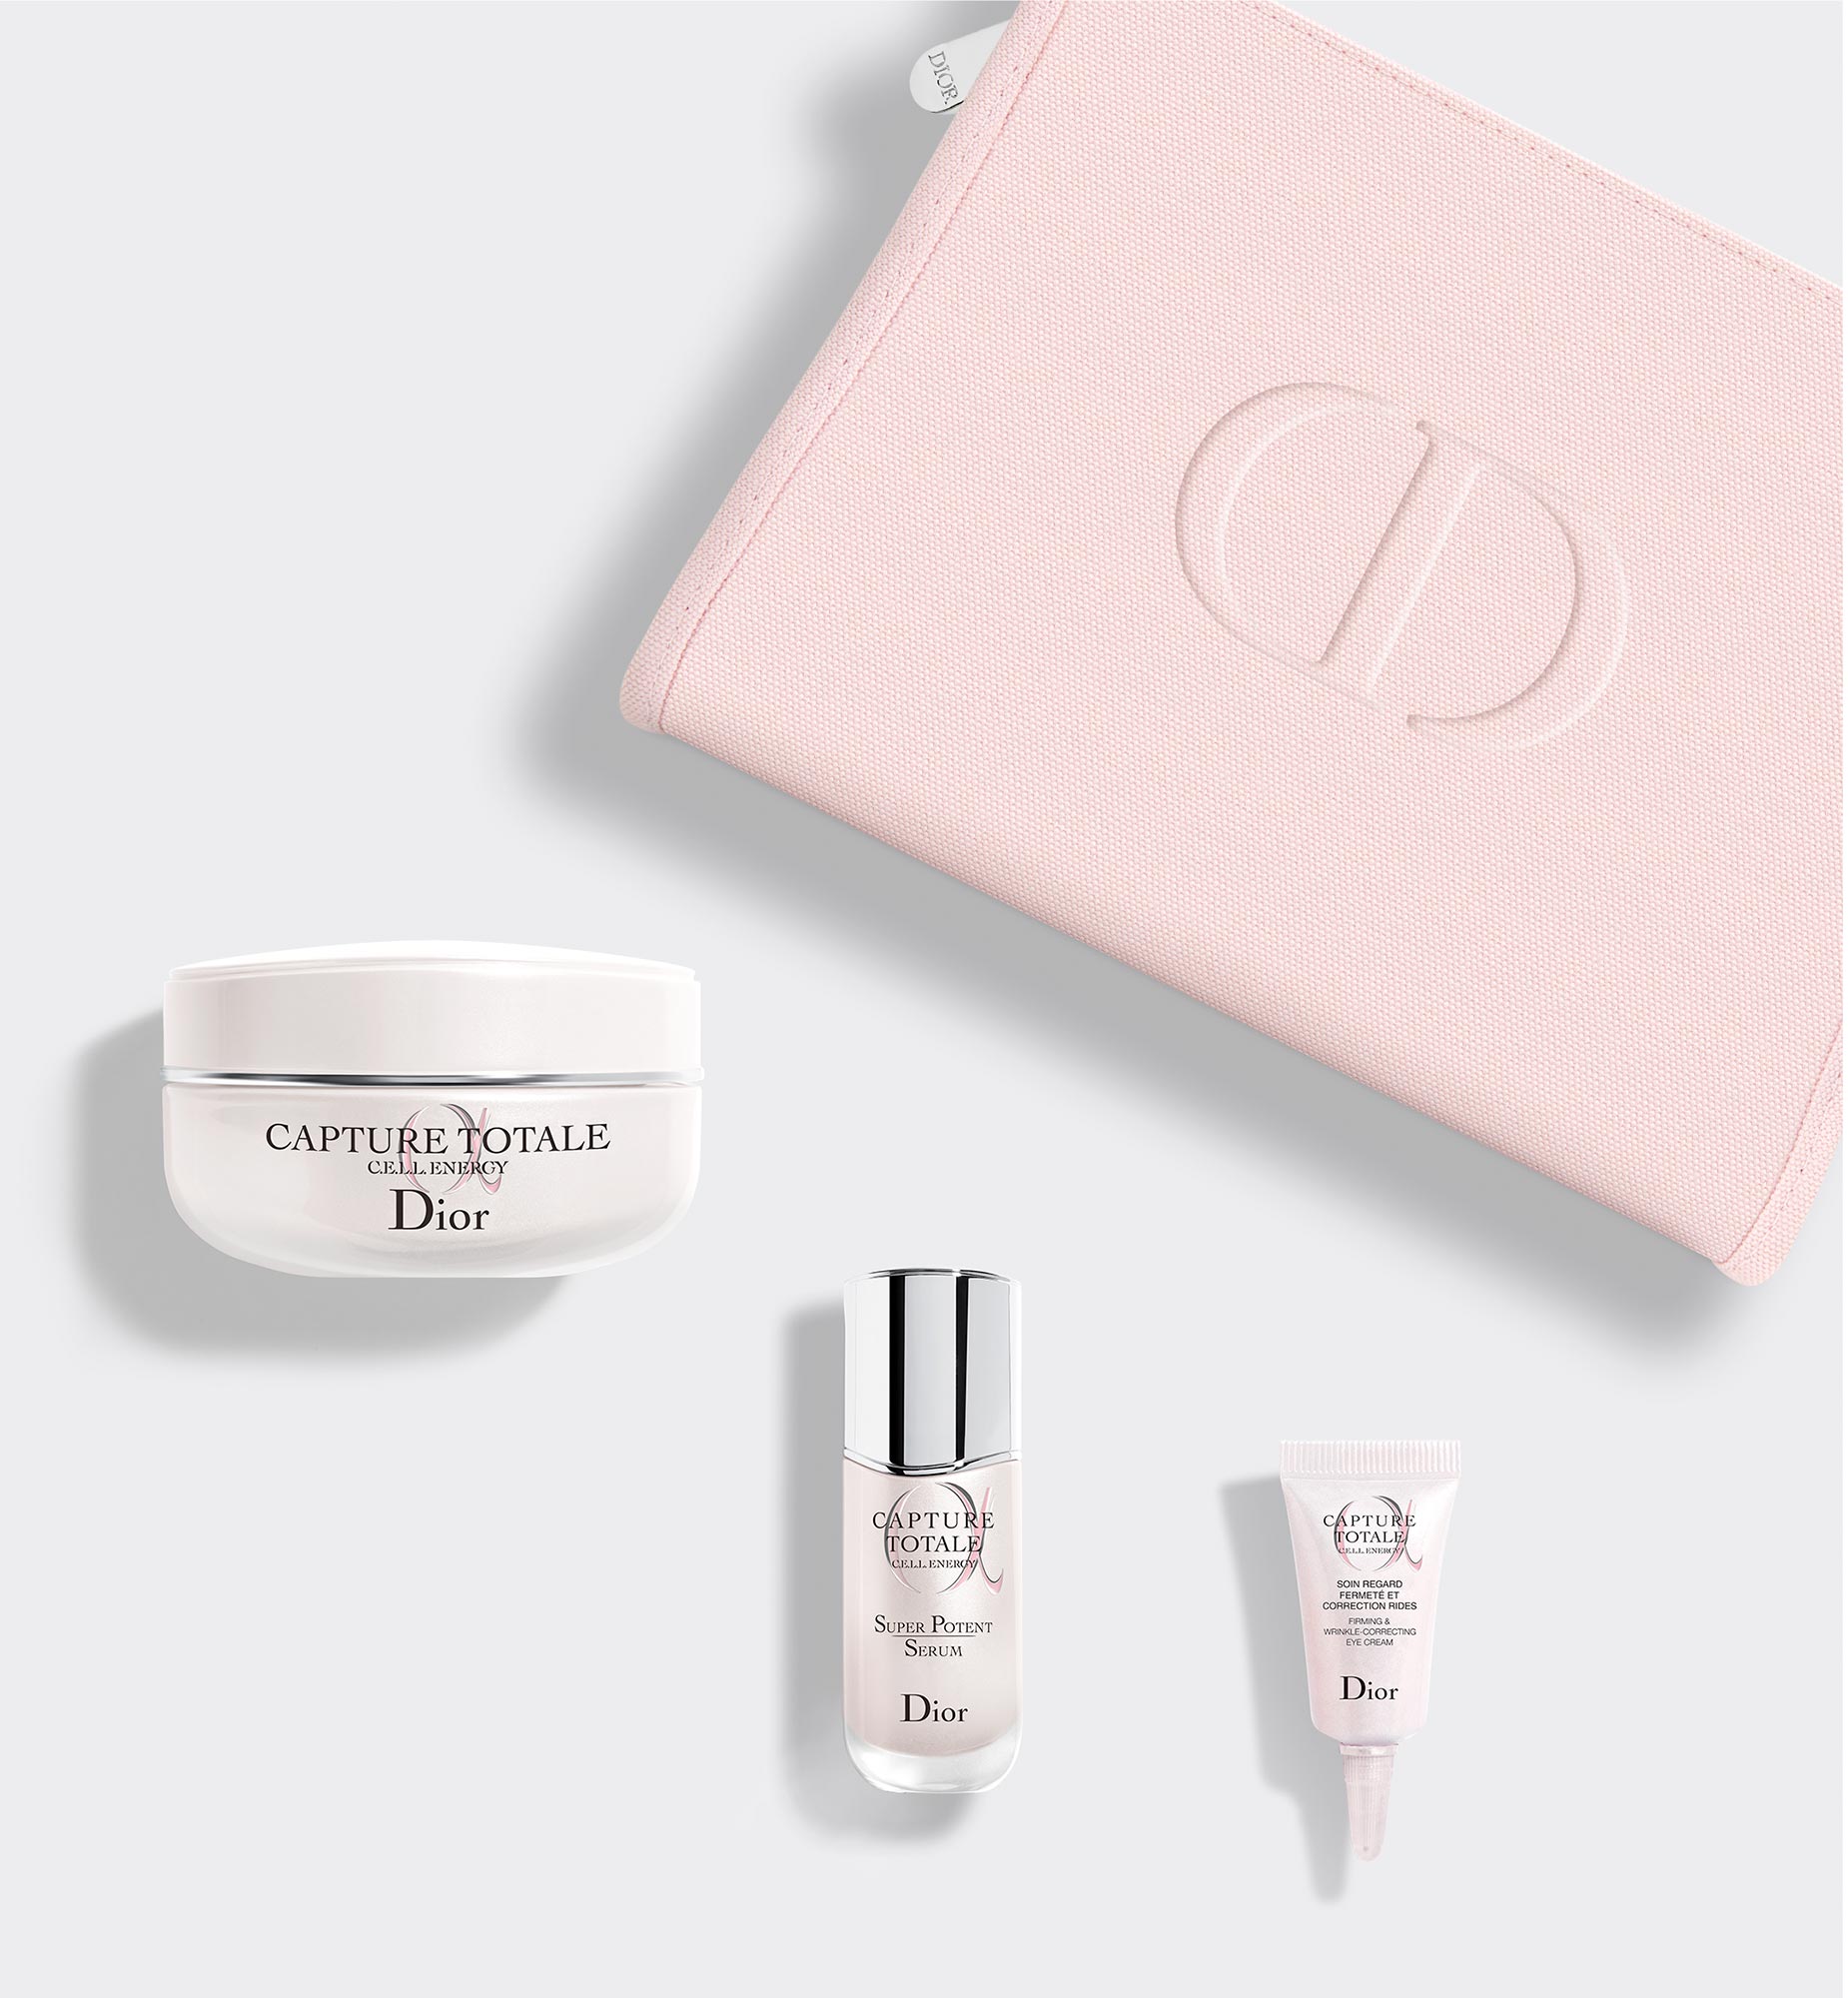 DIOR
CD
CAPTURE TOTALE
C.E.L.L. ENERGY
Dior
CAPTURE
TOTALE
C.E.L.L. ENERGY
SUPER POTENT
SERUM
Dior
CAPTURE
TOTALE
C.E.L.L. ENERGY
SOIN REGARD
FERMETÉ ET
CORRECTION RIDES
FIRMING &
WRINKLE-CORRECTING
EYE CREAM
Dior